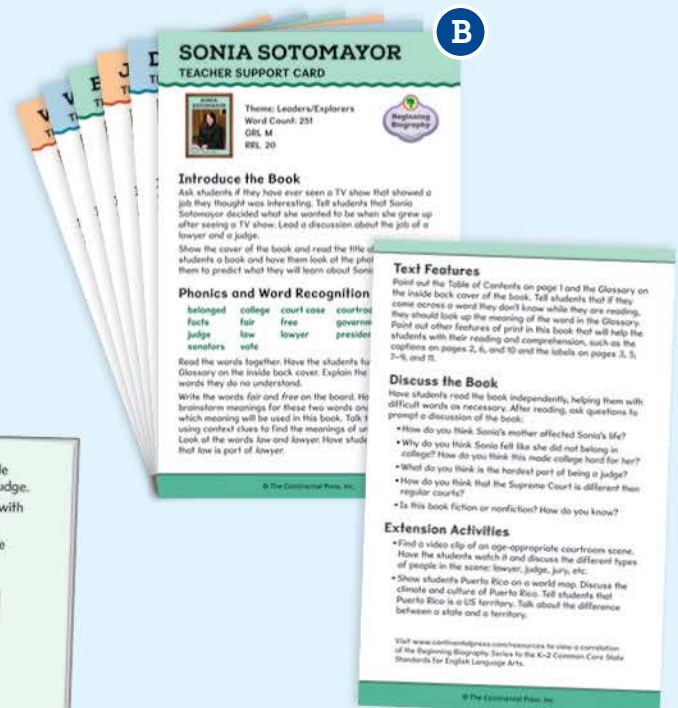 B
SONIA SOTOMAYOR
TEACHER SUPPORT CARD
SONIA
SOTOMAYOR
Theme: Leaders/Explorers
Word Count: 251
GRL M
RRL 20
Beginning
Biography
Introduce the Book
Ask students if they have ever seen a TV show that showed a
job they thought was interesting. Tell students that Sonia
Sotomayor decided what she wanted to be when she grew up
after seeing a TV show. Lead a discussion about the job of a
lawyer and a judge.
Show the cover of the book and read the title
students a book and have them look at the
them to predict what they will learn about
Phonics and Word Recognition
belonged college court case
facts fair free
judge law lawyer
senators vote
Read the words together. Have the students
Glossary on the inside back cover. Explain the
words they do no understand.
Write the words fair and free on the board.
brainstorm meanings for these two words
which meaning will be used in this book. Talk
using context clues to find the meanings of
Look at the words law and lawyer. Have
that law is part of lawyer.
© The Continental Press, Inc.
Text Features
Point out the Table of Contents on page 1 and the Glossary on
the inside back cover of the book. Tell students that if they
come across a word they don't know while they are reading,
they should look up the meaning of the word in the Glossary.
Point out other features of print in this book that will help the
students with their reading and comprehension, such as the
captions on pages 2, 6, and 10 and the labels on pages 3, 5,
7–9, and 11.
Discuss the Book
Have students read the book independently, helping them with
difficult words as necessary. After reading, ask questions to
prompt a discussion of the book:
• How do you think Sonia's mother affected Sonia's life?
• Why do you think Sonia felt like she did not belong in
college? How do you think this made college hard for her?
• What do you think is the hardest part of being a judge?
• How do you think that the Supreme Court is different then
regular courts?
• Is this book fiction or nonfiction? How do you know?
Extension Activities
• Find a video clip of an age-appropriate courtroom scene.
Have the students watch it and discuss the different types
of people in the scene: lawyer, judge, jury, etc.
• Show students Puerto Rico on a world map. Discuss the
climate and culture of Puerto Rico. Tell students that
Puerto Rico is a US territory. Talk about the difference
between a state and a territory.
Visit www.continentalpress.com/resources to view a correlation
of the Beginning Biography Series to the K–2 Common Core State
Standards for English Language Arts.
© The Continental Press, Inc.
with